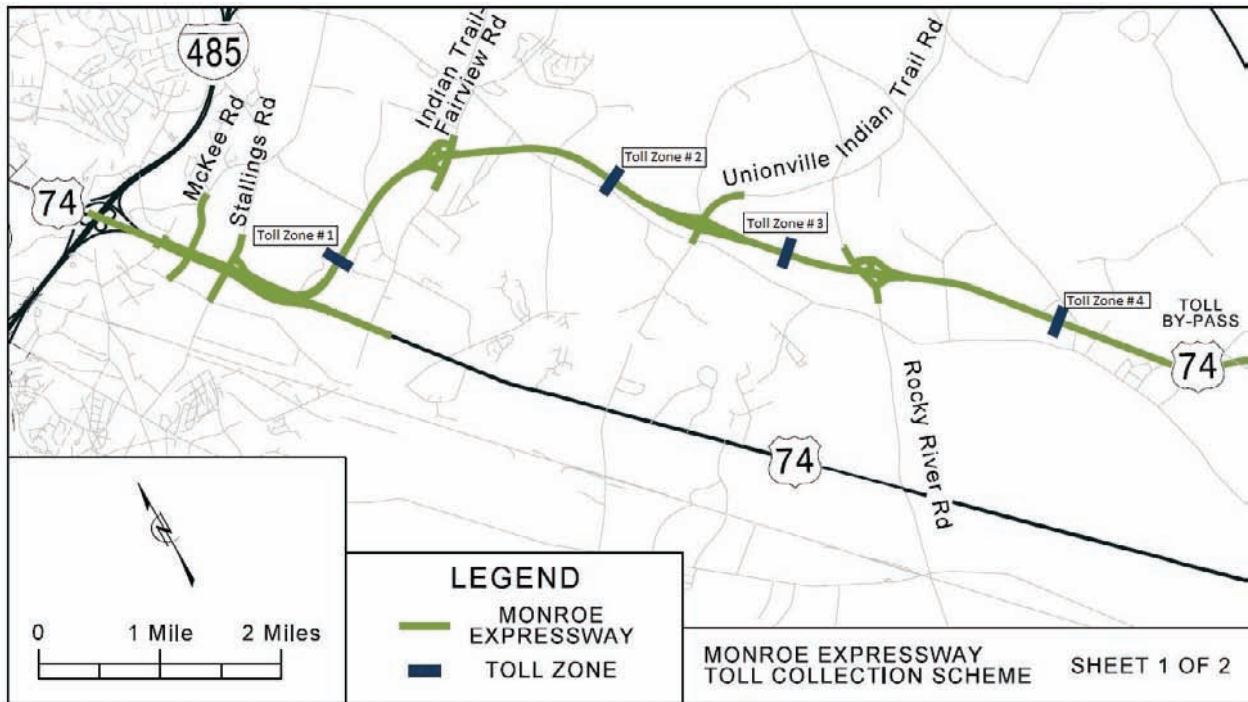 485
Indian Trail-
Fairview Rd
McKee Rd
Stallings Rd
74
Toll Zone # 1
Toll Zone # 2
Unionville Indian Trail Rd
Toll Zone # 3
Toll Zone # 4
TOLL
BY-PASS
74
Rocky River Rd
74
N
0 1 Mile 2 Miles
LEGEND
MONROE
EXPRESSWAY
TOLL ZONE
MONROE EXPRESSWAY
TOLL COLLECTION SCHEME
SHEET 1 OF 2